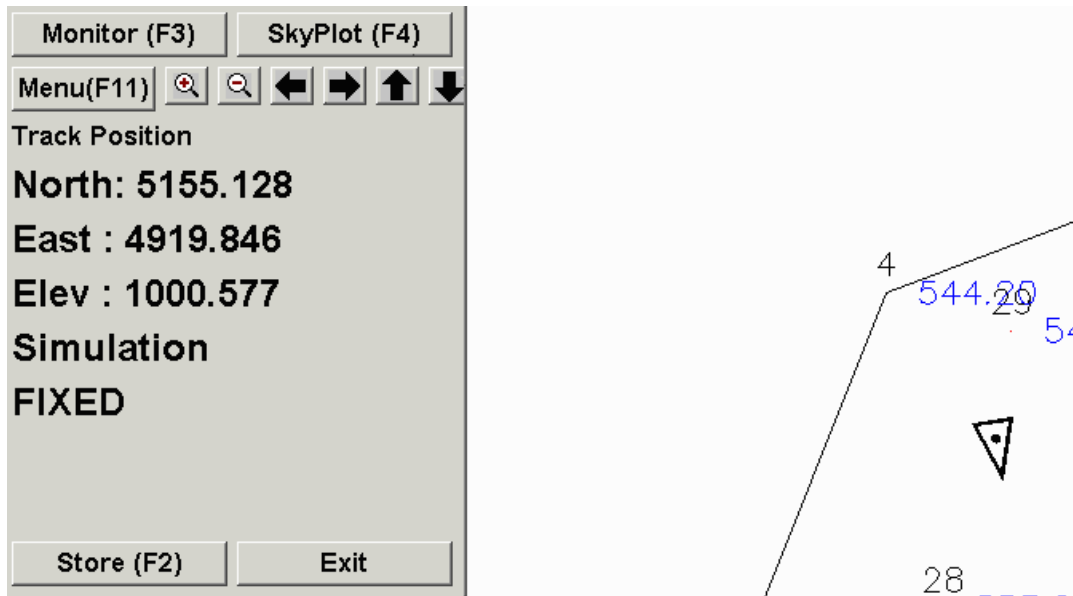 Monitor (F3) SkyPlot (F4)
Menu(F11)
Track Position
North: 5155.128
East : 4919.846
Elev : 1000.577
Simulation
FIXED
Store (F2) Exit
4
544.20
29
28